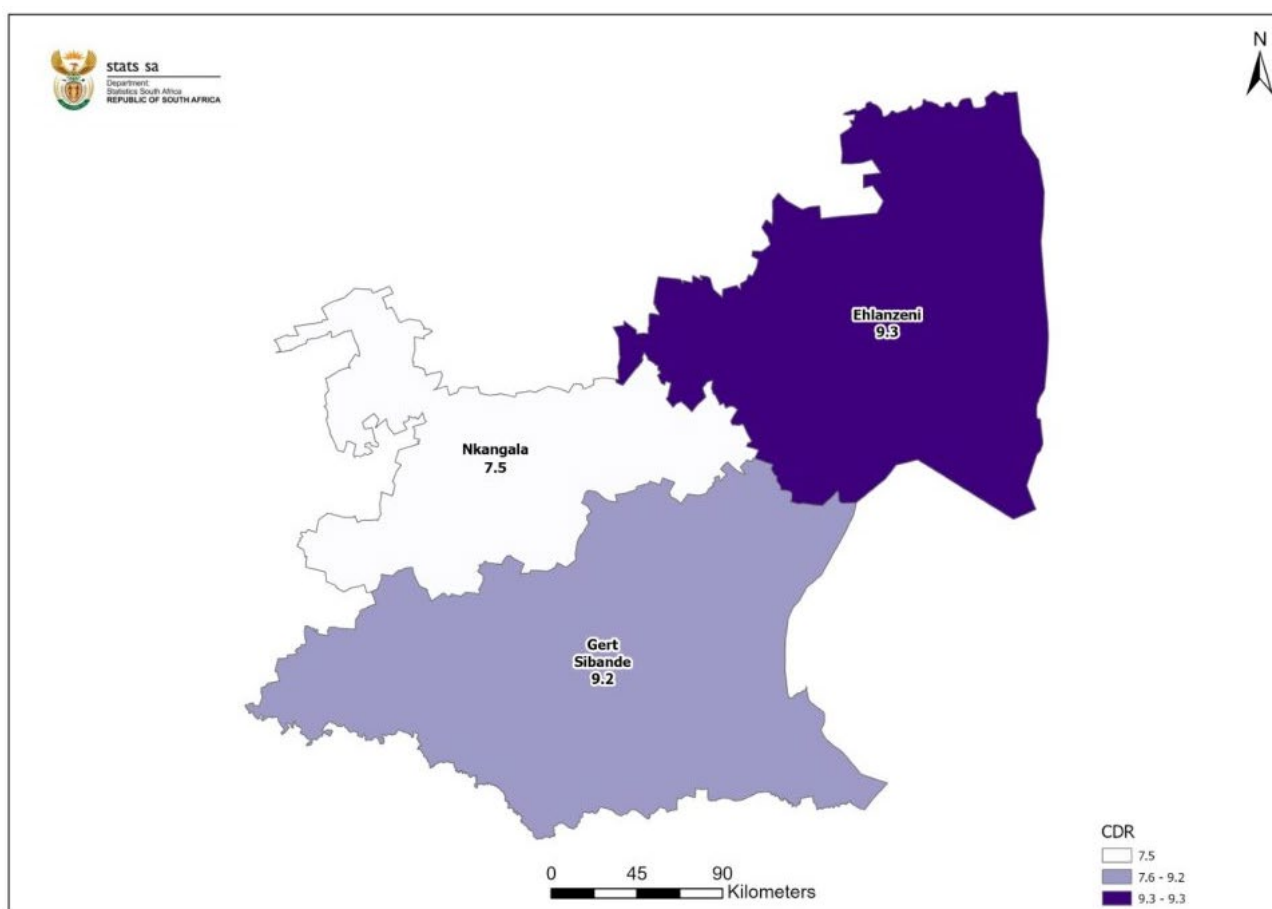 stats sa
Department:
Statistics South Africa
REPUBLIC OF SOUTH AFRICA
N
Ehlanzeni
9.3
Nkangala
7.5
Gert
Sibande
9.2
CDR
7.5
7.6 - 9.2
9.3 - 9.3
0 45 90
Kilometers